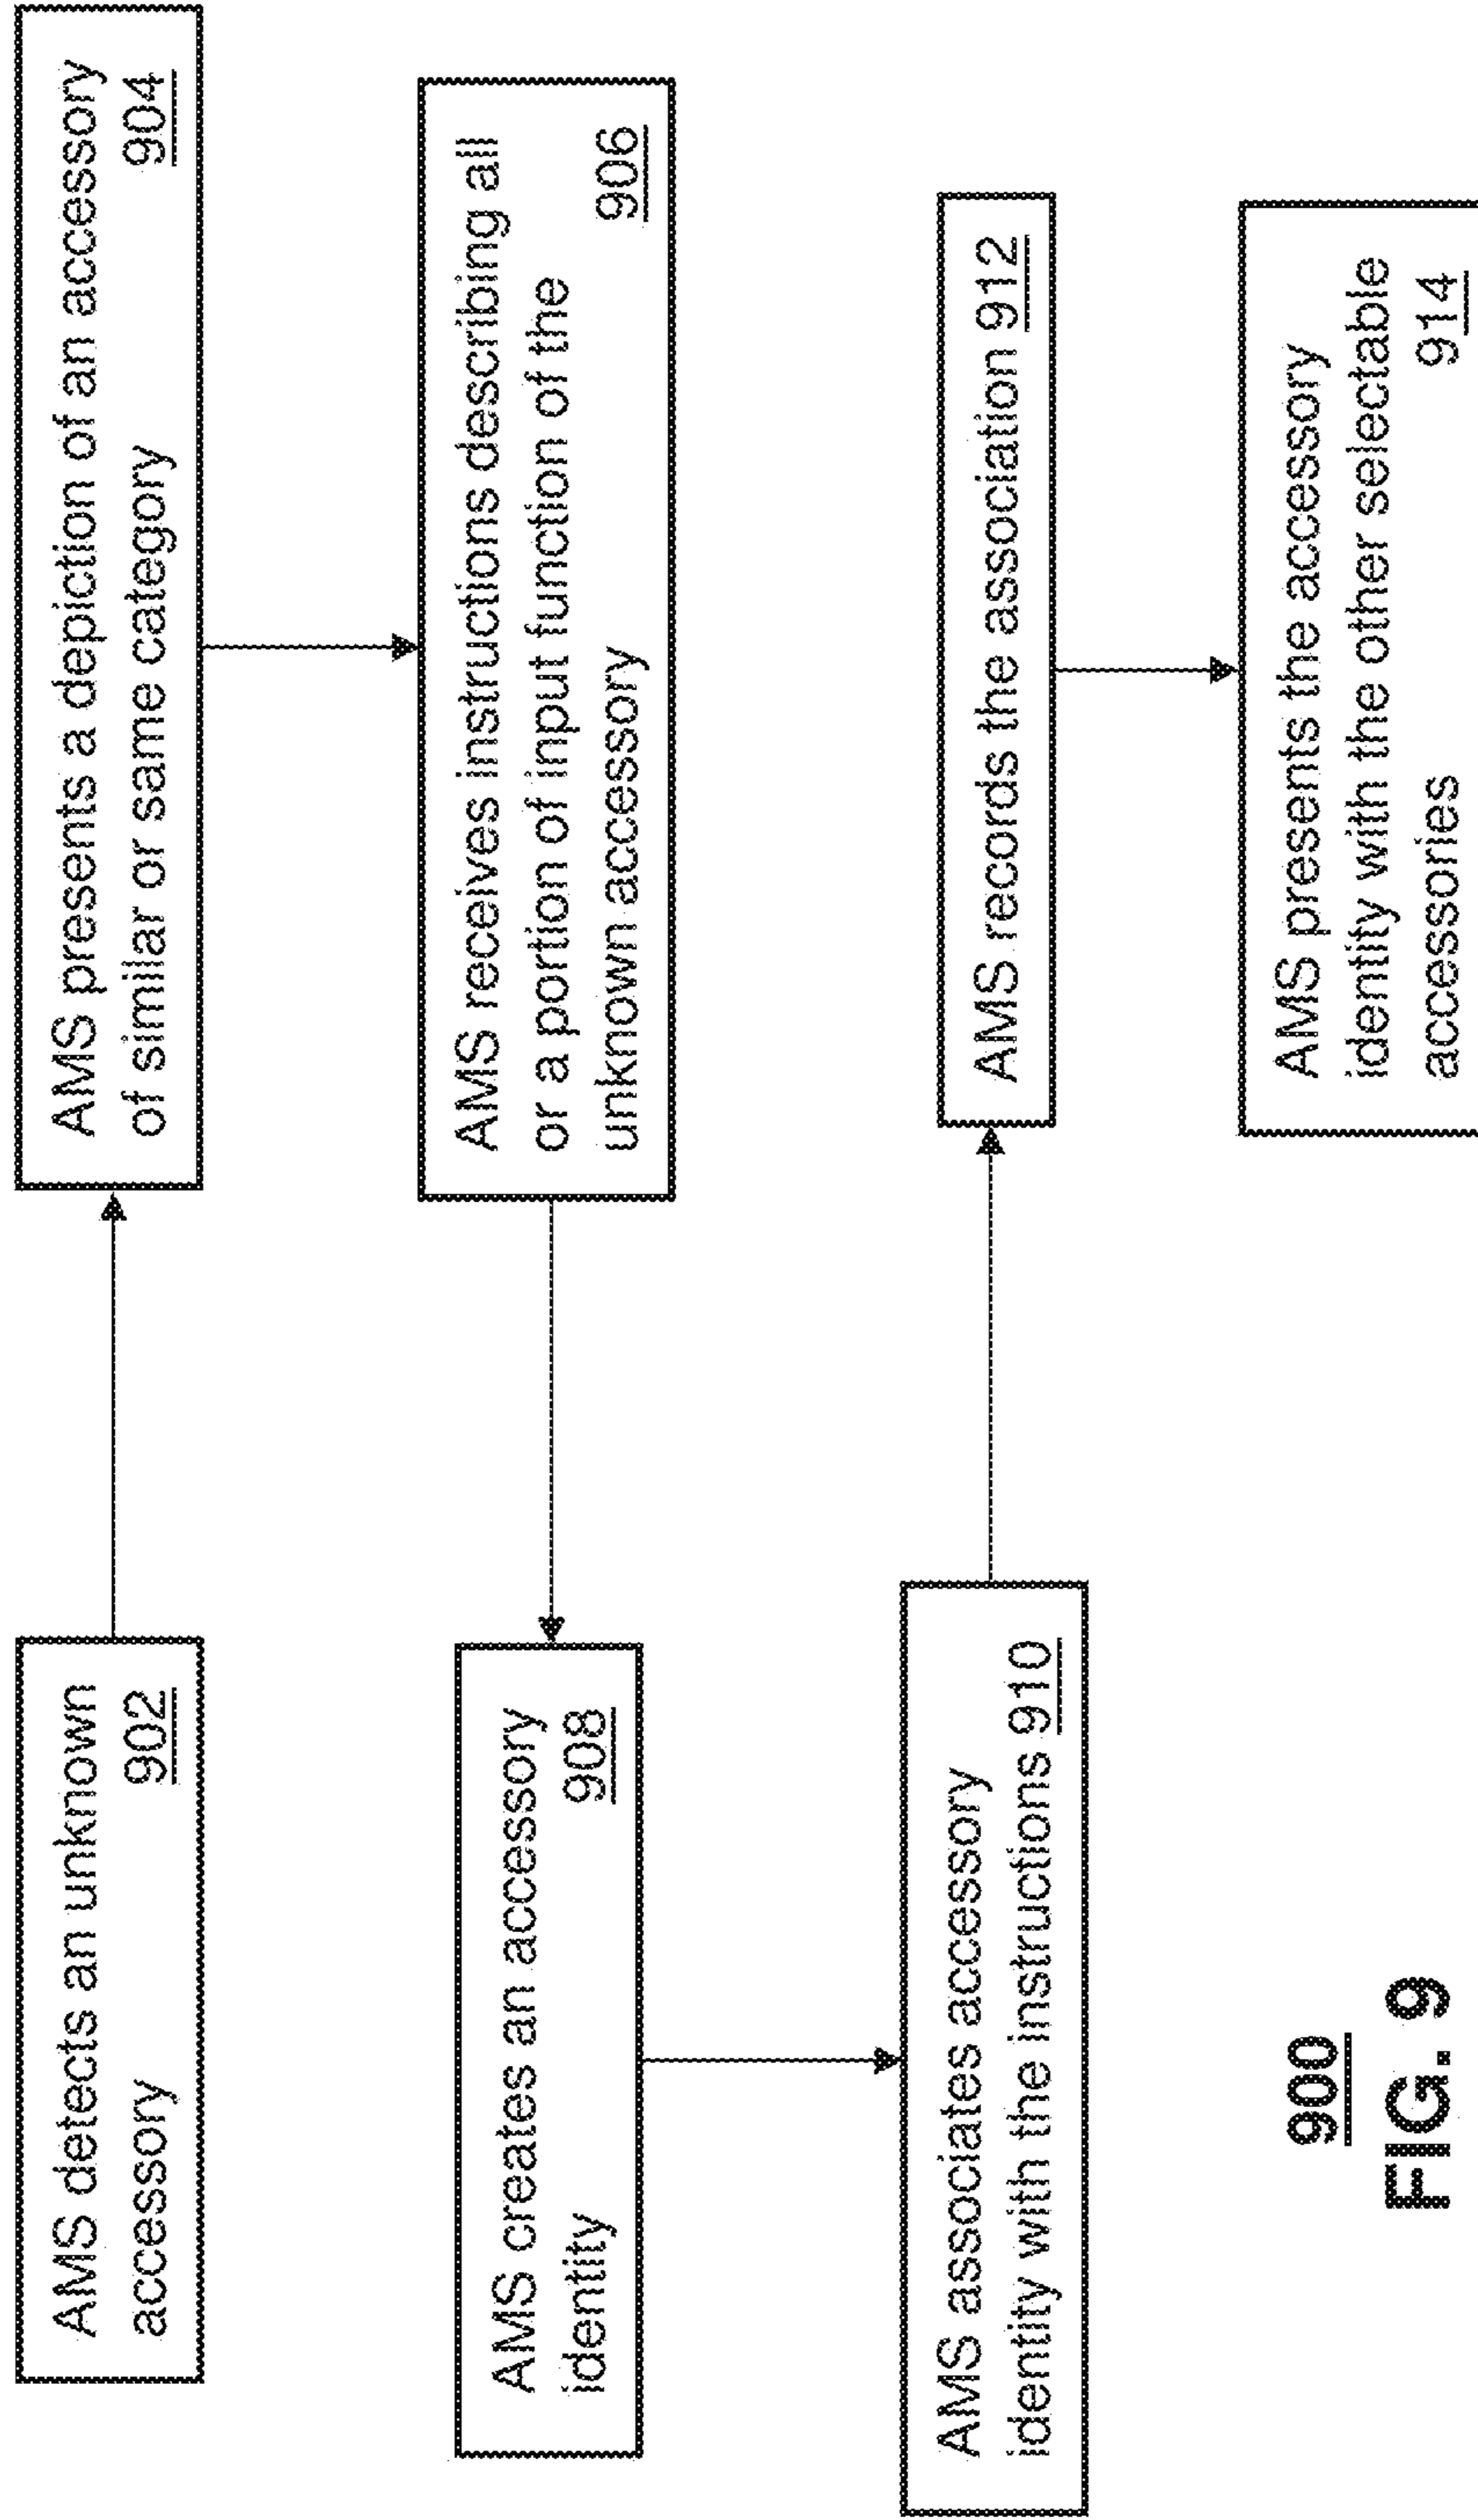 AMS detects an unknown
accessory 902
AMS presents a depiction of an accessory
of similar or same category 904
AMS receives instructions describing all
or a portion of input function of the
unknown accessory 906
AMS creates an accessory
identity 908
AMS associates accessory
identity with the instructions 910
AMS records the association 912
AMS presents the accessory
identity with the other selectable
accessories 914
900
FIG. 9